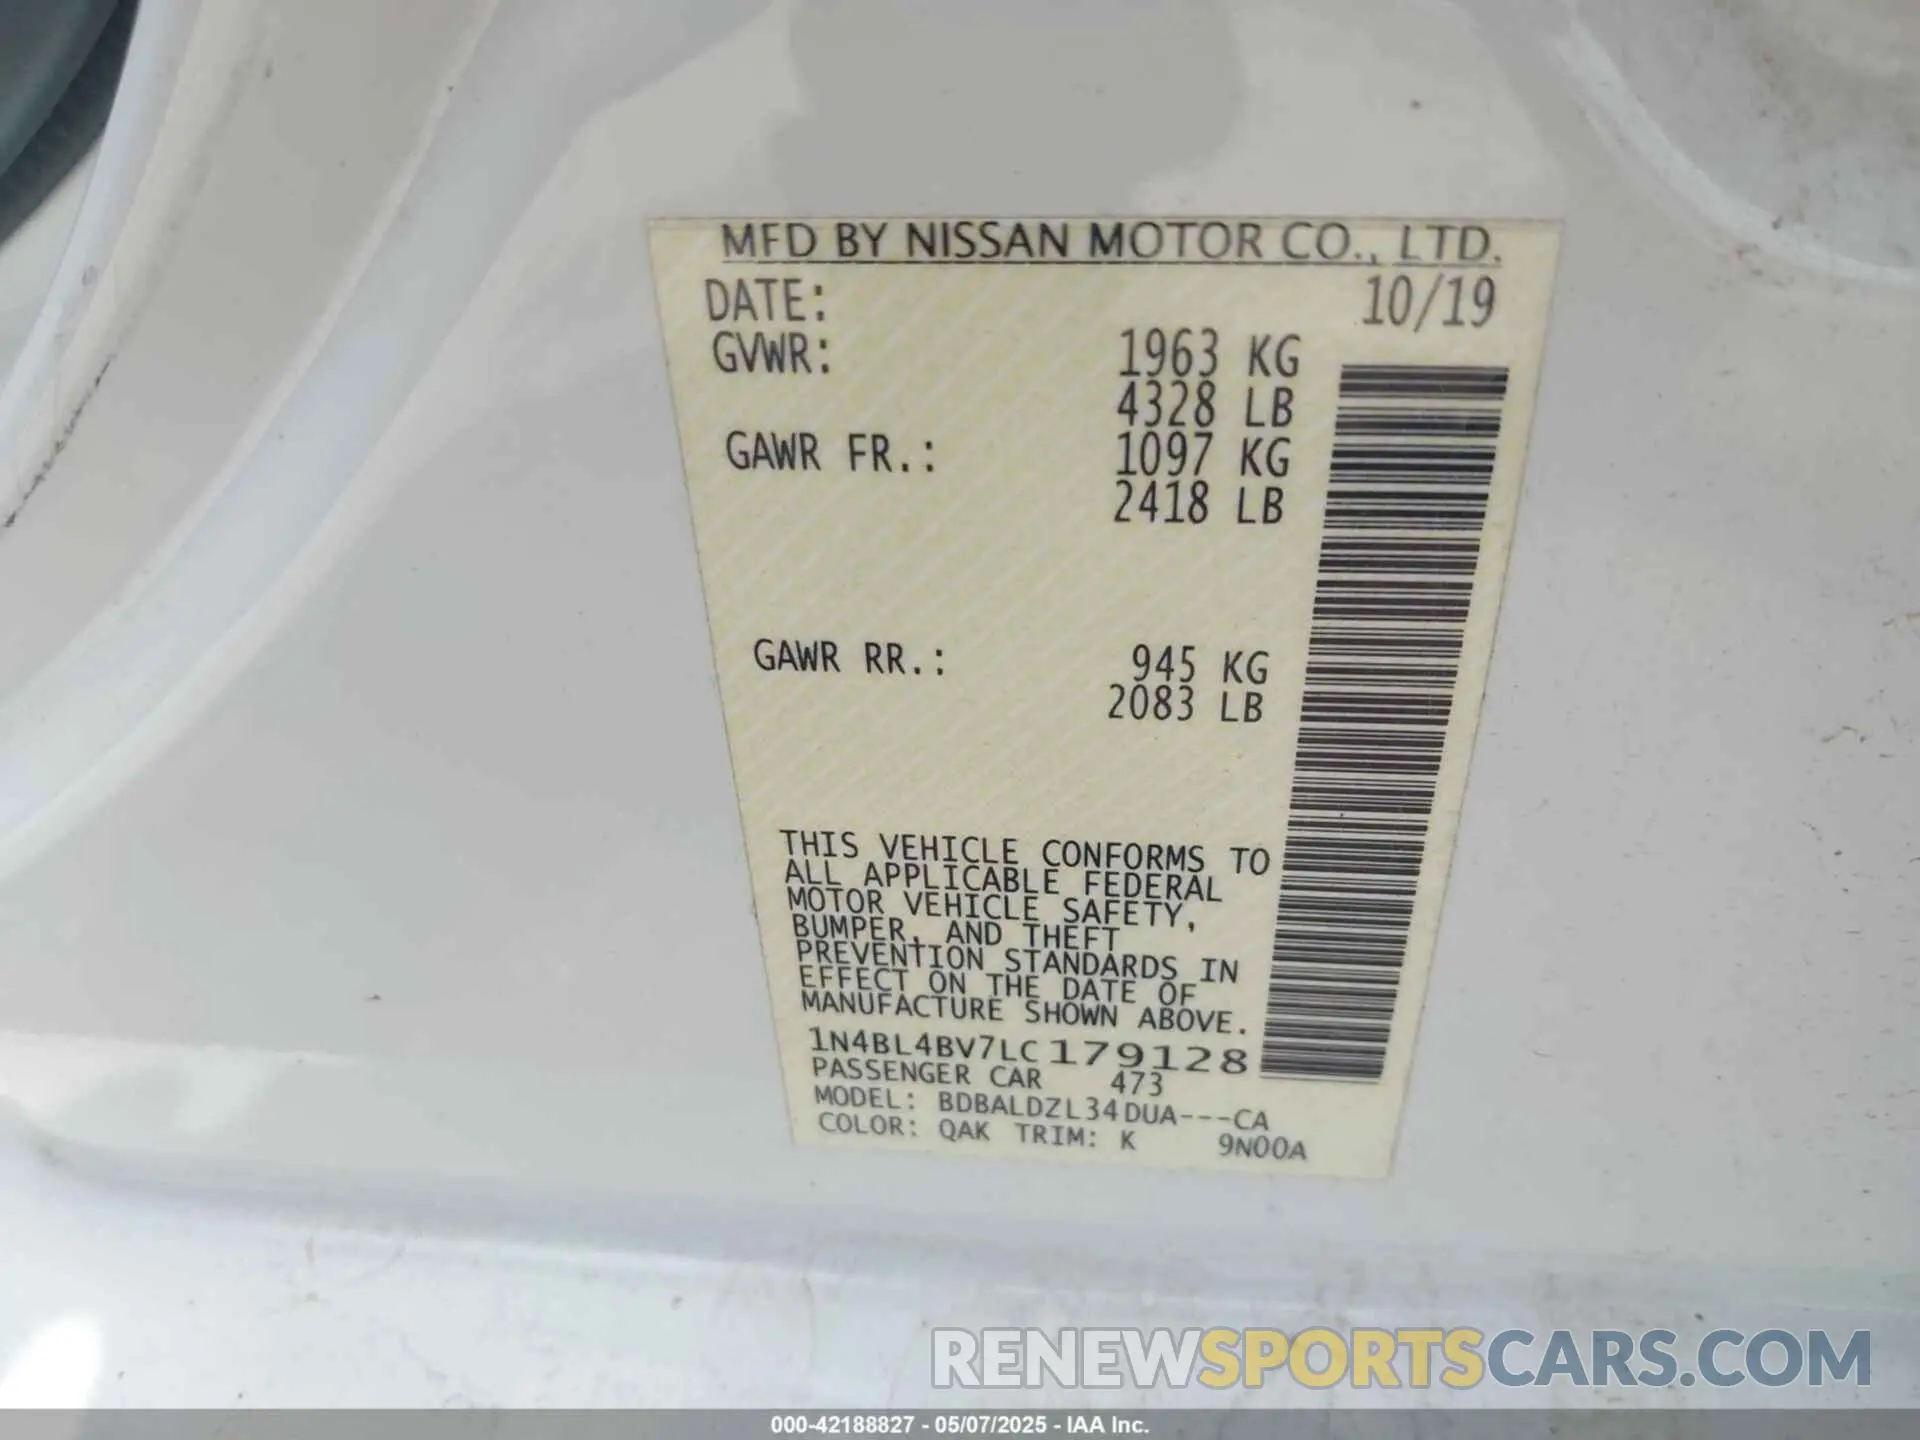 MFD BY NISSAN MOTOR CO., LTD.
DATE: 10/19
GVWR: 1963 KG
4328 LB
GAWR FR.: 1097 KG
2418 LB
GAWR RR.: 945 KG
2083 LB
THIS VEHICLE CONFORMS TO
ALL APPLICABLE FEDERAL
MOTOR VEHICLE SAFETY,
BUMPER, AND THEFT
PREVENTION STANDARDS IN
EFFECT ON THE DATE OF
MANUFACTURE SHOWN ABOVE.
1N4BL4BV7LC179128
PASSENGER CAR 473
MODEL: BDBALDZL34DUA---CA
COLOR: QAK TRIM: K 9N00A
RENEWSPORTSCARS.COM
000-42188827 - 05/07/2025 - IAA Inc.